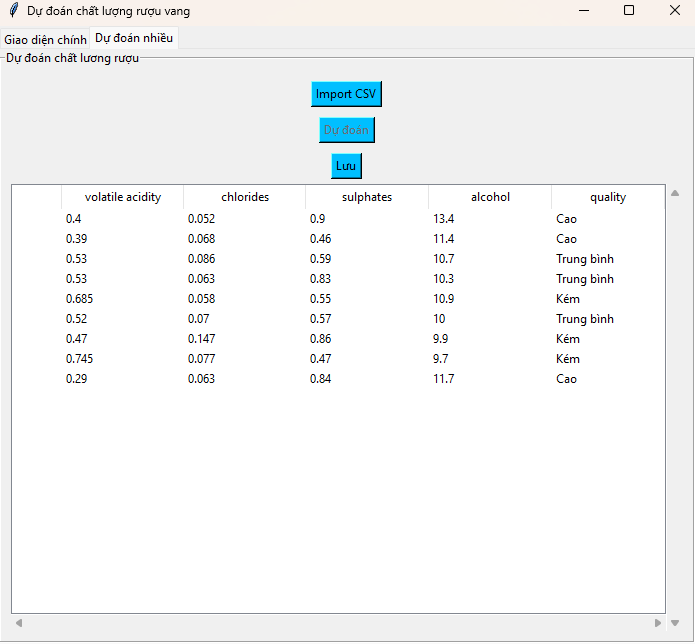 Dự đoán chất lượng rượu vang
Giao diện chính Dự đoán nhiều
Dự đoán chất lương rượu
Import CSV
Dự đoán
Lưu
volatile acidity chlorides sulphates alcohol quality
0.4 0.052 0.9 13.4 Cao
0.39 0.068 0.46 11.4 Cao
0.53 0.086 0.59 10.7 Trung bình
0.53 0.063 0.83 10.3 Trung bình
0.685 0.058 0.55 10.9 Kém
0.52 0.07 0.57 10 Trung bình
0.47 0.147 0.86 9.9 Kém
0.745 0.077 0.47 9.7 Kém
0.29 0.063 0.84 11.7 Cao